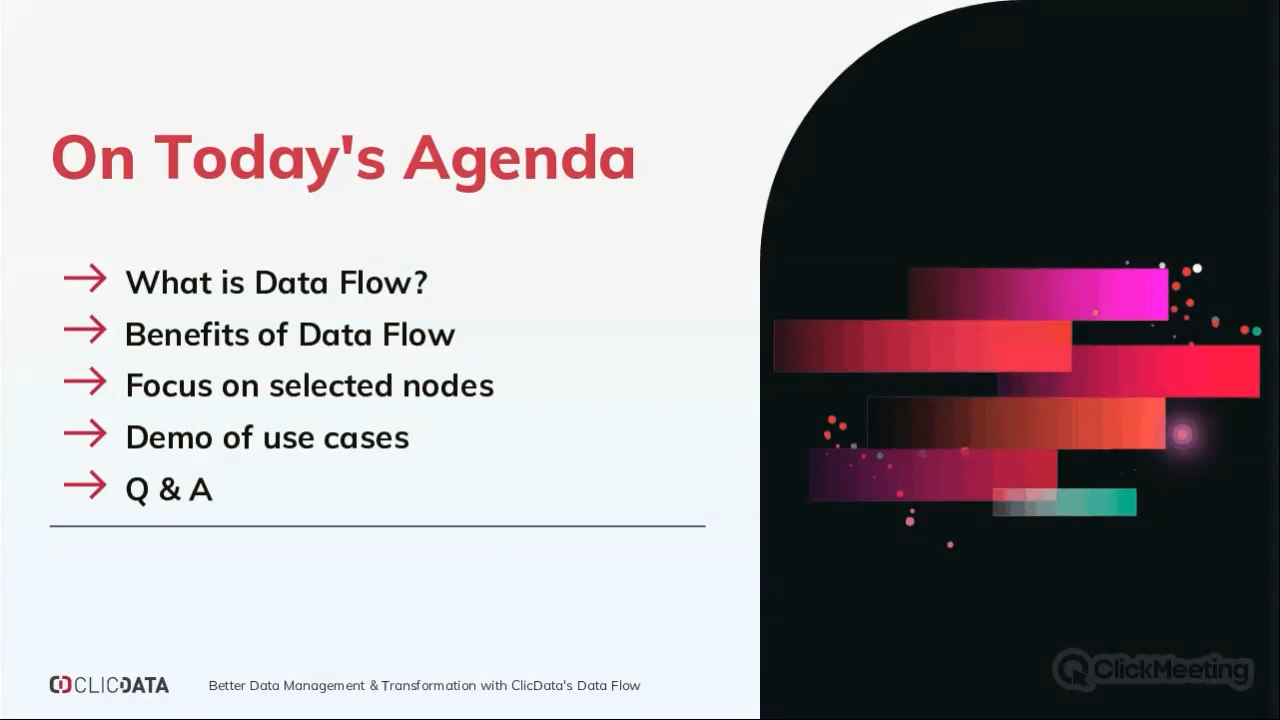 On Today's Agenda
What is Data Flow?
Benefits of Data Flow
Focus on selected nodes
Demo of use cases
Q & A
CLICDATA
Better Data Management & Transformation with ClicData's Data Flow
ClickMeeting